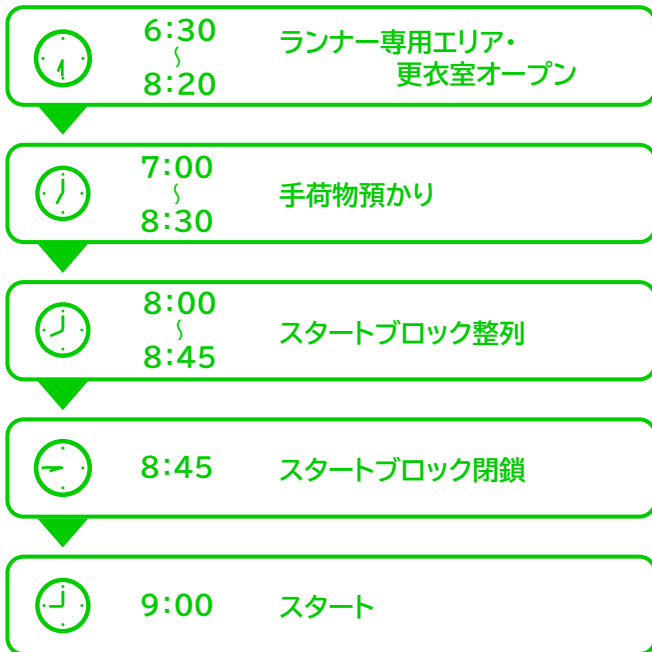 6:30
~
8:20
ランナー専用エリア・
更衣室オープン
7:00
~
8:30
手荷物預かり
8:00
~
8:45
スタートブロック整列
8:45
スタートブロック閉鎖
9:00
スタート